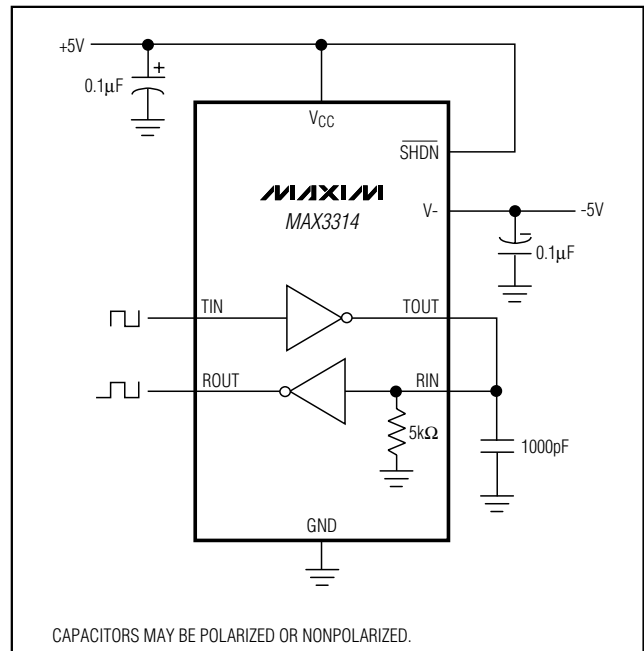 +5V
0.1μF
+
VCC
SHDN
MAXIM
MAX3314
V-
-5V
−
0.1μF
TIN
TOUT
ROUT
RIN
5kΩ
1000pF
GND
CAPACITORS MAY BE POLARIZED OR NONPOLARIZED.